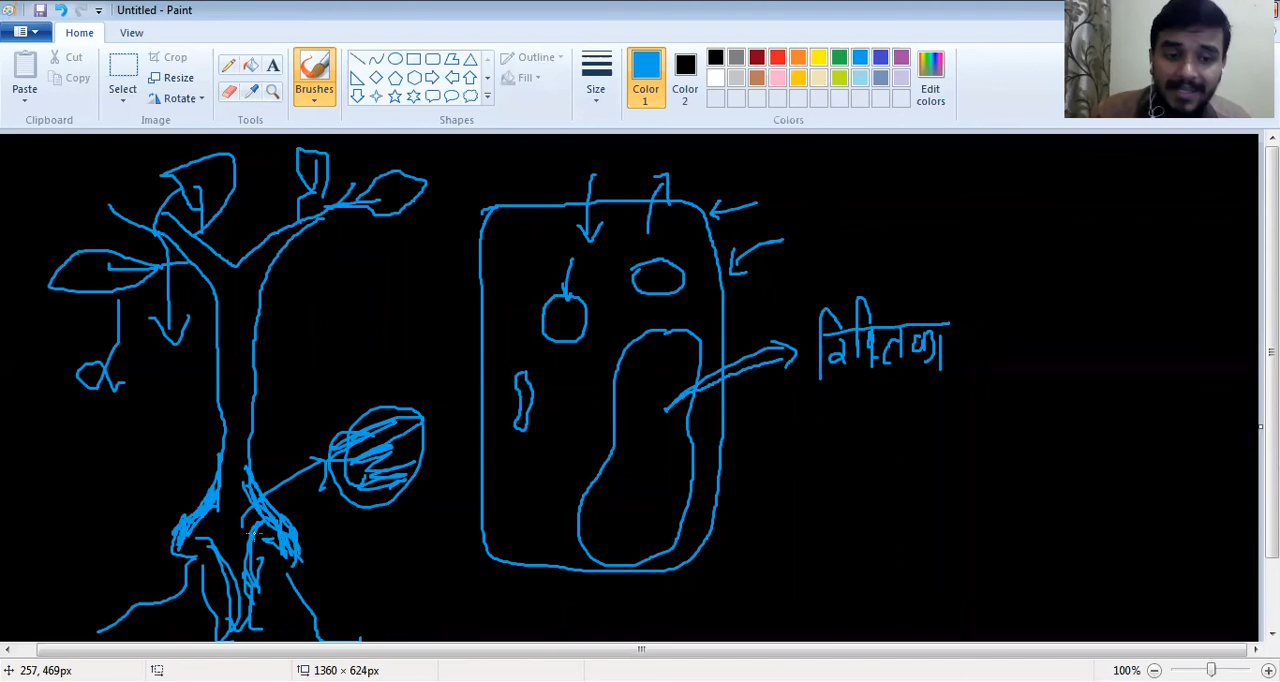 Untitled - Paint
Home
View
Paste
Cut
Copy
Clipboard
Select
Crop
Resize
Rotate
Image
Tools
Brushes
Shapes
Outline
Fill
Size
Color 1
Color 2
Edit colors
Colors
257, 469px
1360 × 624px
100%